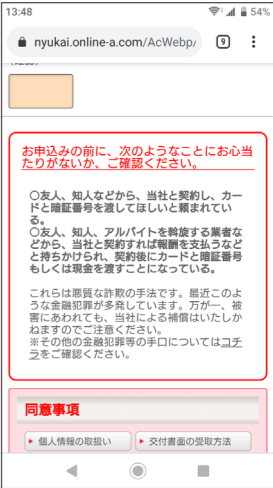 13:48
54%
nyukai.online-a.com/AcWebp/
9
お申込みの前に、次のようなことにお心当
たりがないか、ご確認ください。
○友人、知人などから、当社と契約し、カー
ドと暗証番号を渡してほしいと頼まれてい
る。
○友人、知人、アルバイトを斡旋する業者な
どから、当社と契約すれば報酬を支払うなど
と持ちかけられ、契約後にカードと暗証番号
もしくは現金を渡すことになっている。
これらは悪質な詐欺の手法です。最近このよ
うな金融犯罪が多発しています。万が一、被
害にあわれても、当社による補償はいたしか
ねますのでご注意ください。
※その他の金融犯罪等の手口についてはコチ
ラをご確認ください。
同意事項
個人情報の取扱い
交付書面の受取方法